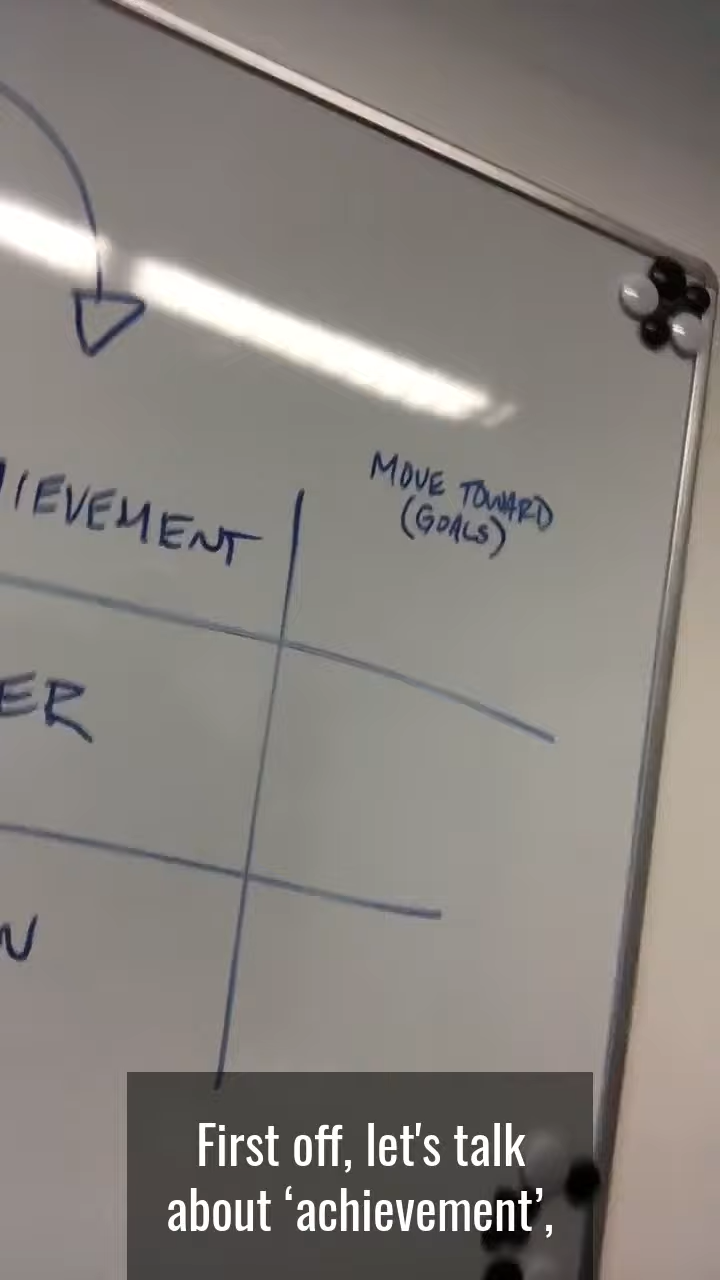 IEVEMENT
MOVE TOWARD
(GOALS)
ER
N
First off, let's talk
about ‘achievement’,